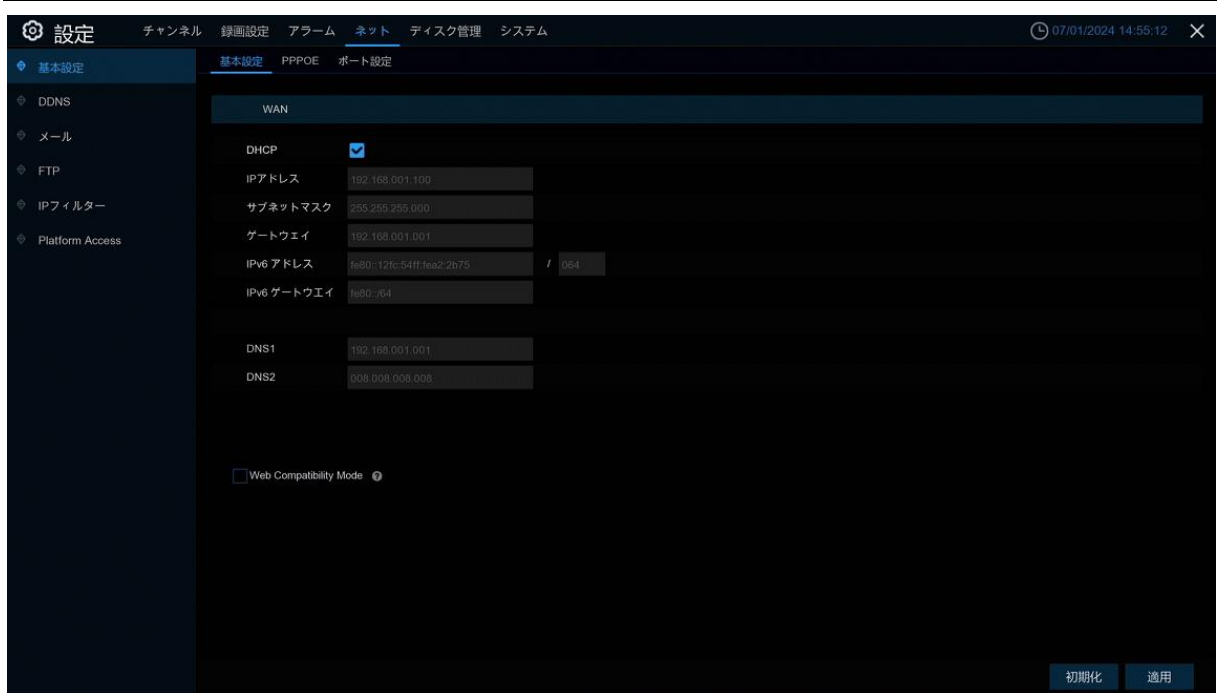 設定 チャンネル 録画設定 アラーム ネット ディスク管理 システム 07/01/2024 14:55:12
基本設定 PPPOE ポート設定
基本設定
DDNS
メール
FTP
IPフィルター
Platform Access
WAN
DHCP
IPアドレス 192.168.001.100
サブネットマスク 255.255.255.000
ゲートウェイ 192.168.001.001
IPv6 アドレス fe80::12fc:54ff:fea2:2b75 / 064
IPv6 ゲートウエイ fe80::/64
DNS1 192.168.001.001
DNS2 008.008.008.008
Web Compatibility Mode
初期化 適用